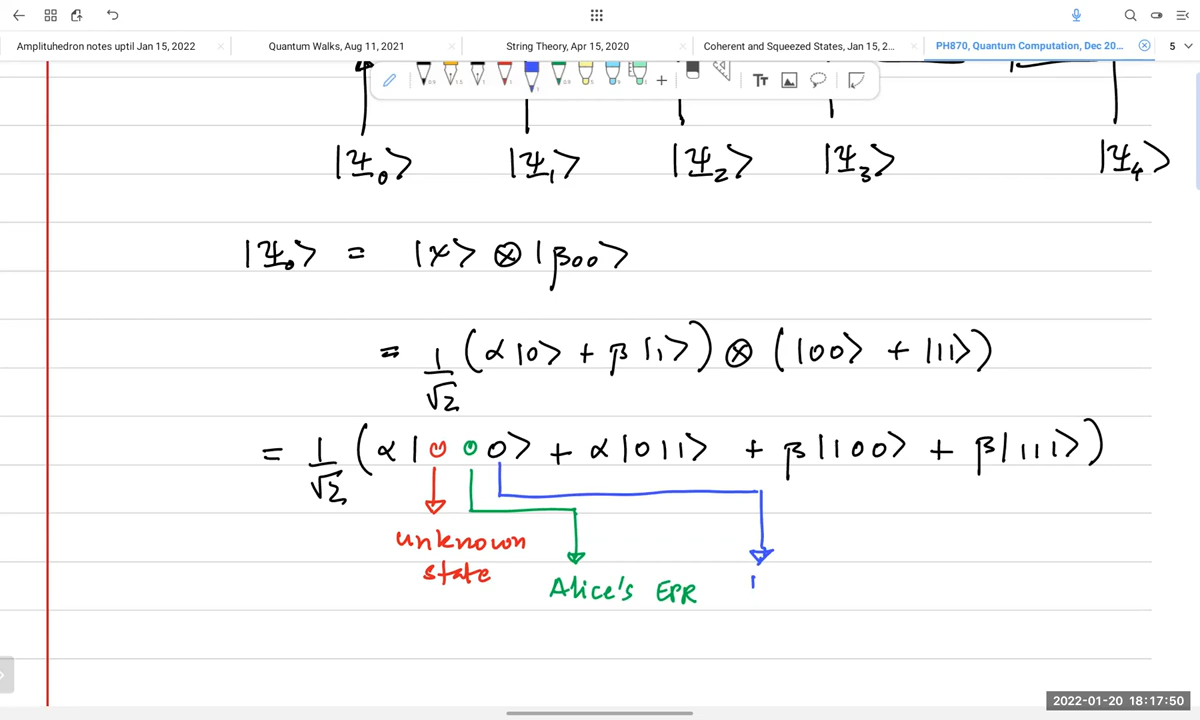 Amplituhedron notes uptil Jan 15, 2022 Quantum Walks, Aug 11, 2021 String Theory, Apr 15, 2020 Coherent and Squeezed States, Jan 15, 2... PH870, Quantum Computation, Dec 20... 5
Tт
|Ψ₀⟩ |Ψ₁⟩ |Ψ₂⟩ |Ψ₃⟩ |Ψ₄⟩
|Ψ₀⟩ = |χ⟩ ⊗ |β00⟩
= 1/√2 (α|0⟩ + β|1⟩) ⊗ (|00⟩ + |11⟩)
= 1/√2 (α|000⟩ + α|011⟩ + β|100⟩ + β|111⟩)
unknown
state
Alice's EPR
2022-01-20 18:17:50